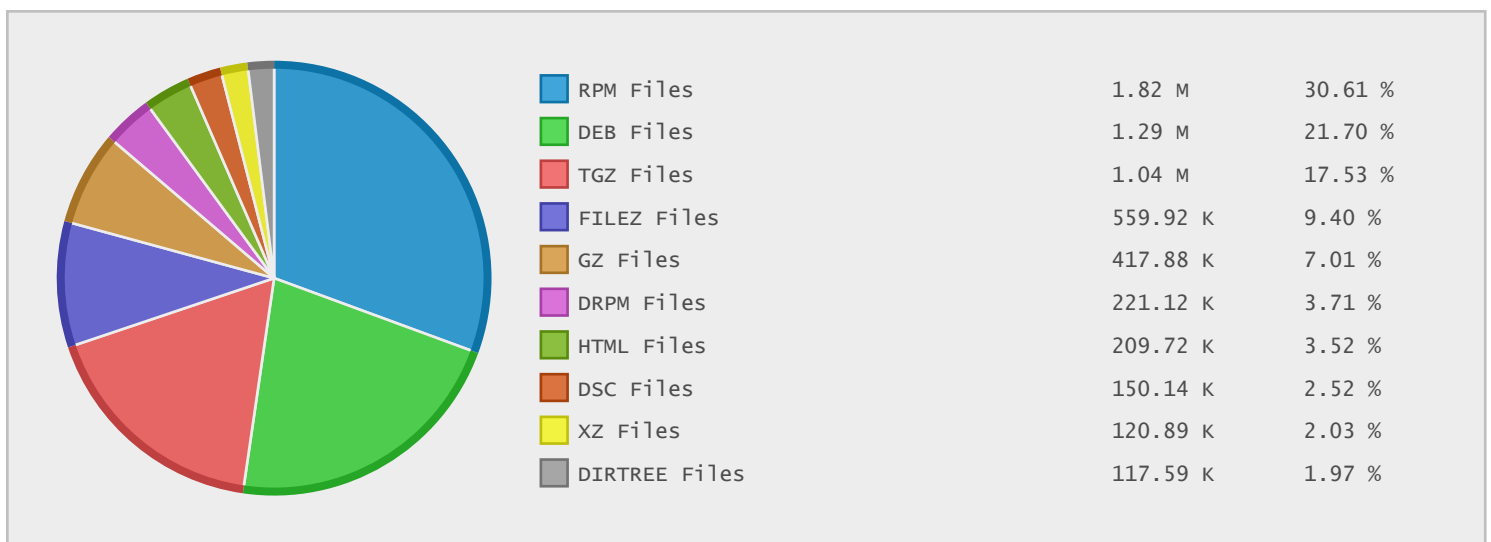 RPM Files 1.82 M 30.61 %
DEB Files 1.29 M 21.70 %
TGZ Files 1.04 M 17.53 %
FILEZ Files 559.92 K 9.40 %
GZ Files 417.88 K 7.01 %
DRPM Files 221.12 K 3.71 %
HTML Files 209.72 K 3.52 %
DSC Files 150.14 K 2.52 %
XZ Files 120.89 K 2.03 %
DIRTREE Files 117.59 K 1.97 %